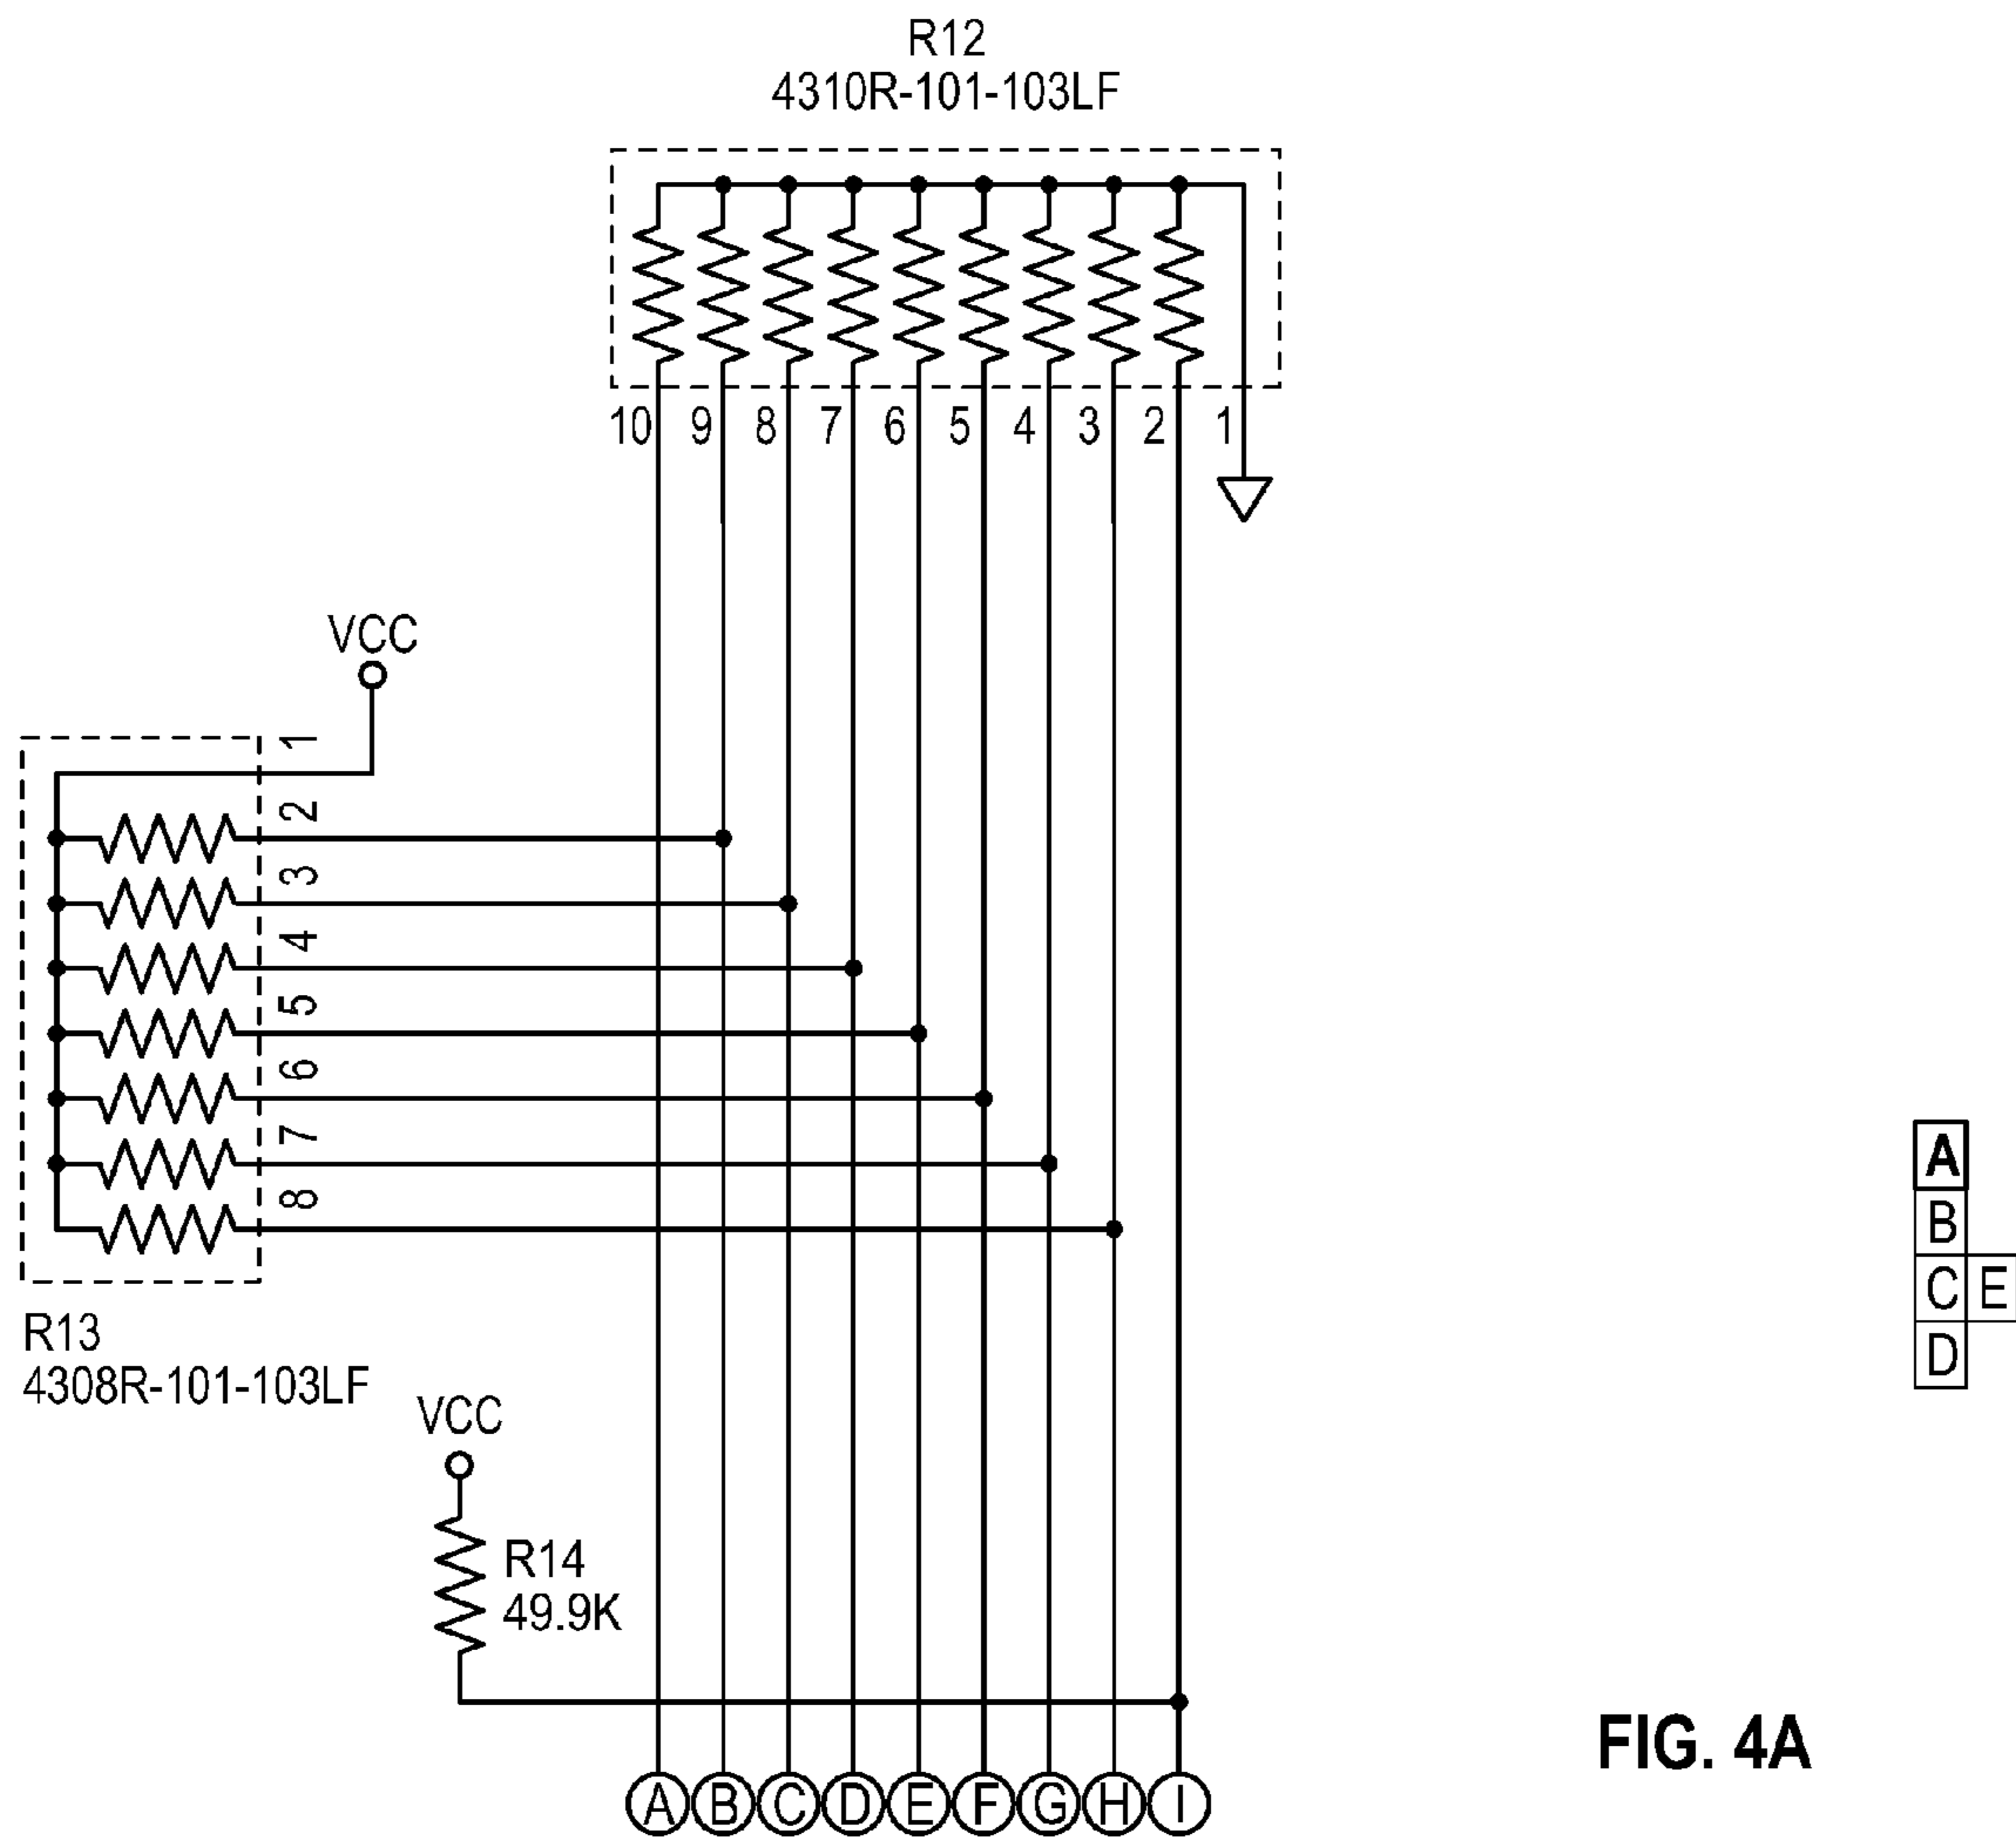 R12
4310R-101-103LF
10 9 8 7 6 5 4 3 2 1
VCC
1
2
3
4
5
6
7
8
R13
4308R-101-103LF
VCC
R14
49.9K
A
B
C E
D
A B C D E F G H I
FIG. 4A